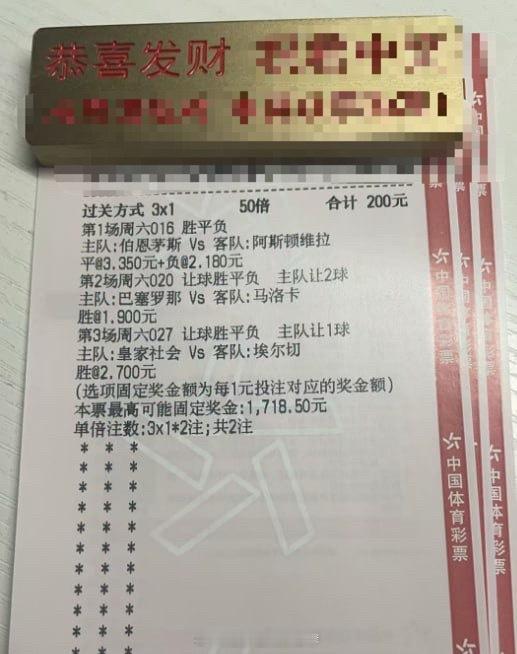 恭喜发财
过关方式 3x1 50倍 合计 200元
第1场周六016 胜平负
主队:伯恩茅斯 Vs 客队:阿斯顿维拉
平@3.350元+负@2.180元
第2场周六020 让球胜平负 主队让2球
主队:巴塞罗那 Vs 客队:马洛卡
胜@1.900元
第3场周六027 让球胜平负 主队让1球
主队:皇家社会 Vs 客队:埃尔切
胜@2.700元
(选项固定奖金额为每1元投注对应的奖金额)
本票最高可能固定奖金:1,718.50元
单倍注数:3x1*2注;共2注
* * *
* * *
* * *
* * *
* * *
* * *
* * *
* * *
* * *
中国体育彩票
中国体育彩票